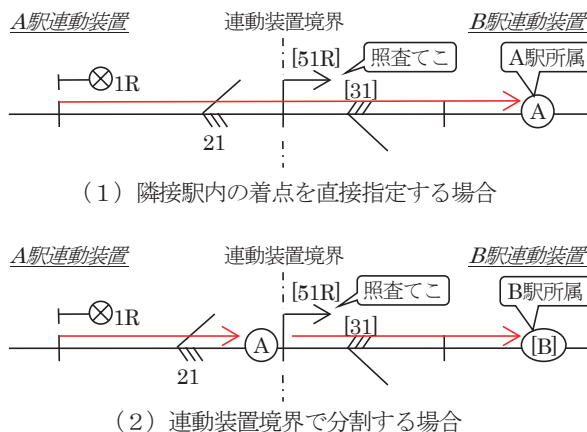 A駅連動装置 連動装置境界 B駅連動装置
[51R] 照査てこ A駅所属
1R [31] A
21
(1)隣接駅内の着点を直接指定する場合
A駅連動装置 連動装置境界 B駅連動装置
[51R] 照査てこ B駅所属
1R A [31] [B]
21
(2)連動装置境界で分割する場合